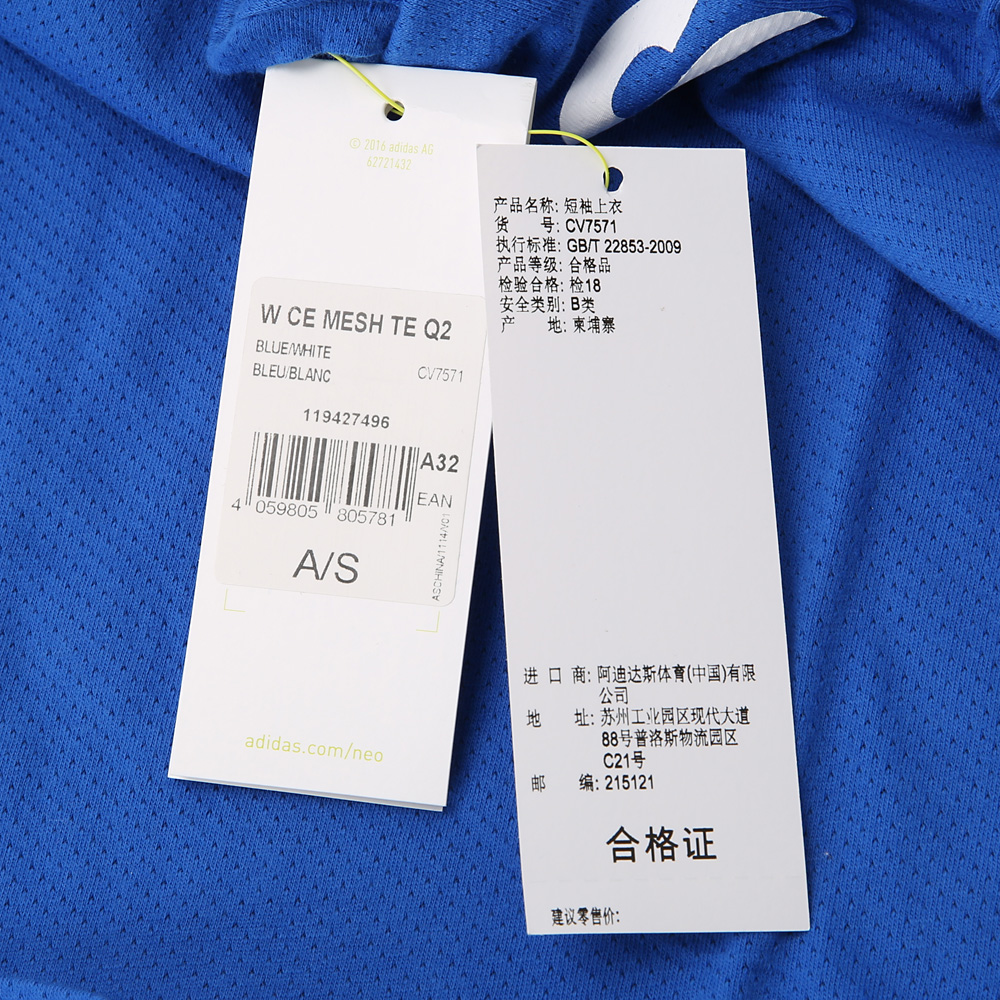 © 2016 adidas AG
62721432
W CE MESH TE Q2
BLUE/WHITE
BLEU/BLANC CV7571
119427496
A32
EAN
4 059805 805781
ASCHINA/1114/V01
A/S
adidas.com/neo
产品名称: 短袖上衣
货 号: CV7571
执行标准: GB/T 22853-2009
产品等级: 合格品
检验合格: 检18
安全类别: B类
产 地: 柬埔寨
进 口 商: 阿迪达斯体育(中国)有限
公司
地 址: 苏州工业园区现代大道
88号普洛斯物流园区
C21号
邮 编: 215121
合格证
建议零售价: